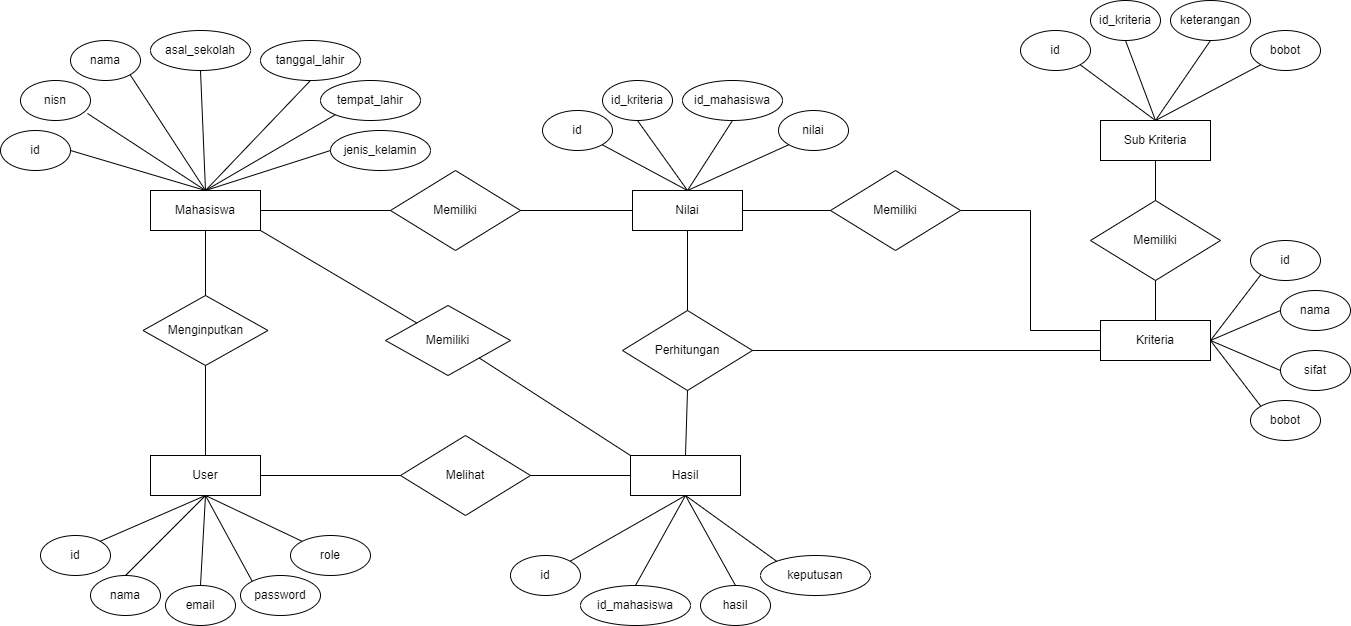 id_kriteria
keterangan
id
bobot
asal_sekolah
nama
tanggal_lahir
nisn
tempat_lahir
id_kriteria
id_mahasiswa
id
jenis_kelamin
id
nilai
Sub Kriteria
Mahasiswa
Memiliki
Nilai
Memiliki
Memiliki
id
nama
Menginputkan
Memiliki
Perhitungan
Kriteria
sifat
bobot
User
Melihat
Hasil
id
role
nama
email
password
id
keputusan
id_mahasiswa
hasil